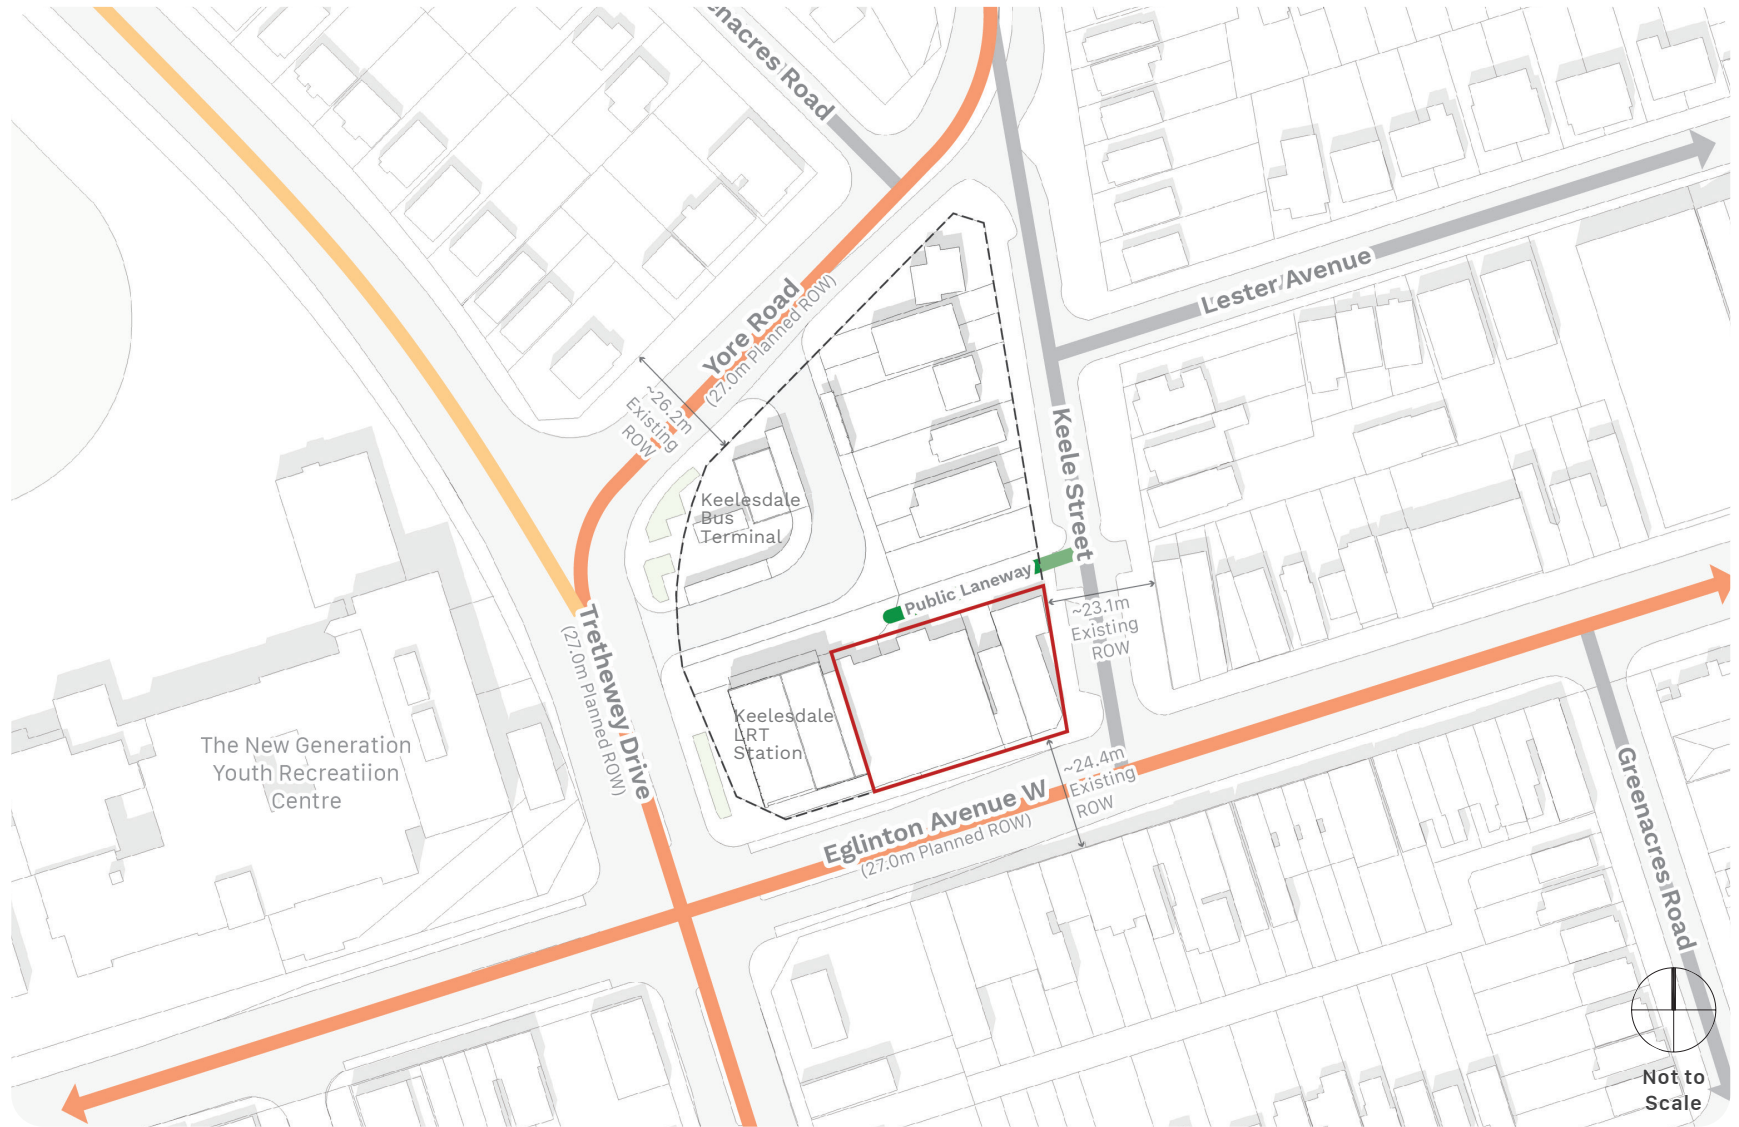 enacres Road
Lester Avenue
Yore Road
(27.0m Planned ROW)
~26.2m
Existing
ROW
Keele Street
Keelesdale
Bus
Terminal
Public Laneway
~23.1m
Existing
ROW
Trethewey Drive
(27.0m Planned ROW)
Keelesdale
LRT
Station
The New Generation
Youth Recreatiion
Centre
~24.4m
Existing
ROW
Eglinton Avenue W
(27.0m Planned ROW)
Greenacres Road
Not to
Scale